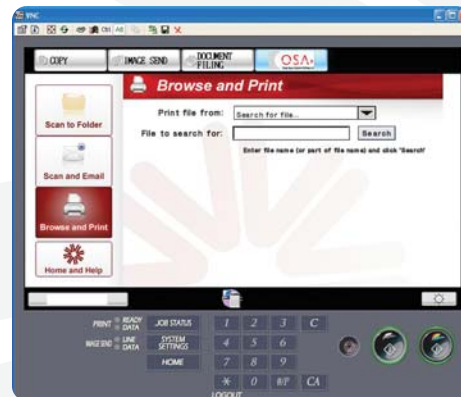 VNC
Ctrl Alt
COPY
IMAGE SEND
DOCUMENT
FILING
OSA
Browse and Print
Print file from: Search for file...
File to search for: Search
Enter file name (or part of file name) and click 'Search'
Scan to Folder
Scan and Email
Browse and Print
Home and Help
PRINT READY
DATA
JOB STATUS
1 2 3 C
IMAGE SEND LINE
DATA
SYSTEM
SETTINGS
4 5 6
HOME
7 8 9
* 0 #/P CA
LOGOUT